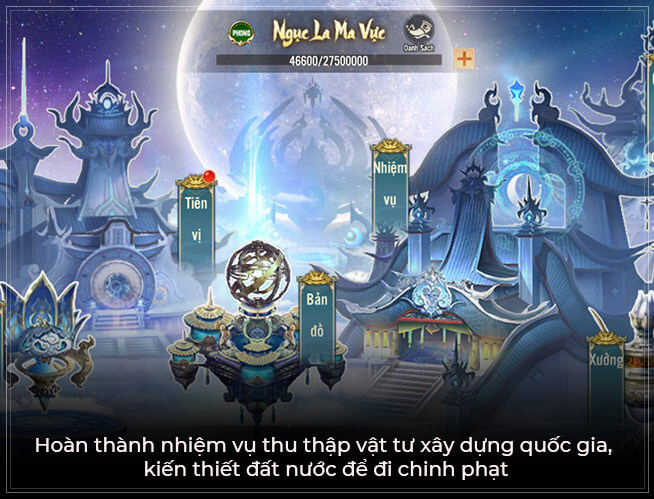 PHONG
Ngục La Ma Vực
Danh Sách
46600/27500000
Nhiệm
vụ
Tiên
vị
Bản
đồ
Xưởng
Hoàn thành nhiệm vụ thu thập vật tư xây dựng quốc gia,
kiến thiết đất nước để đi chinh phạt